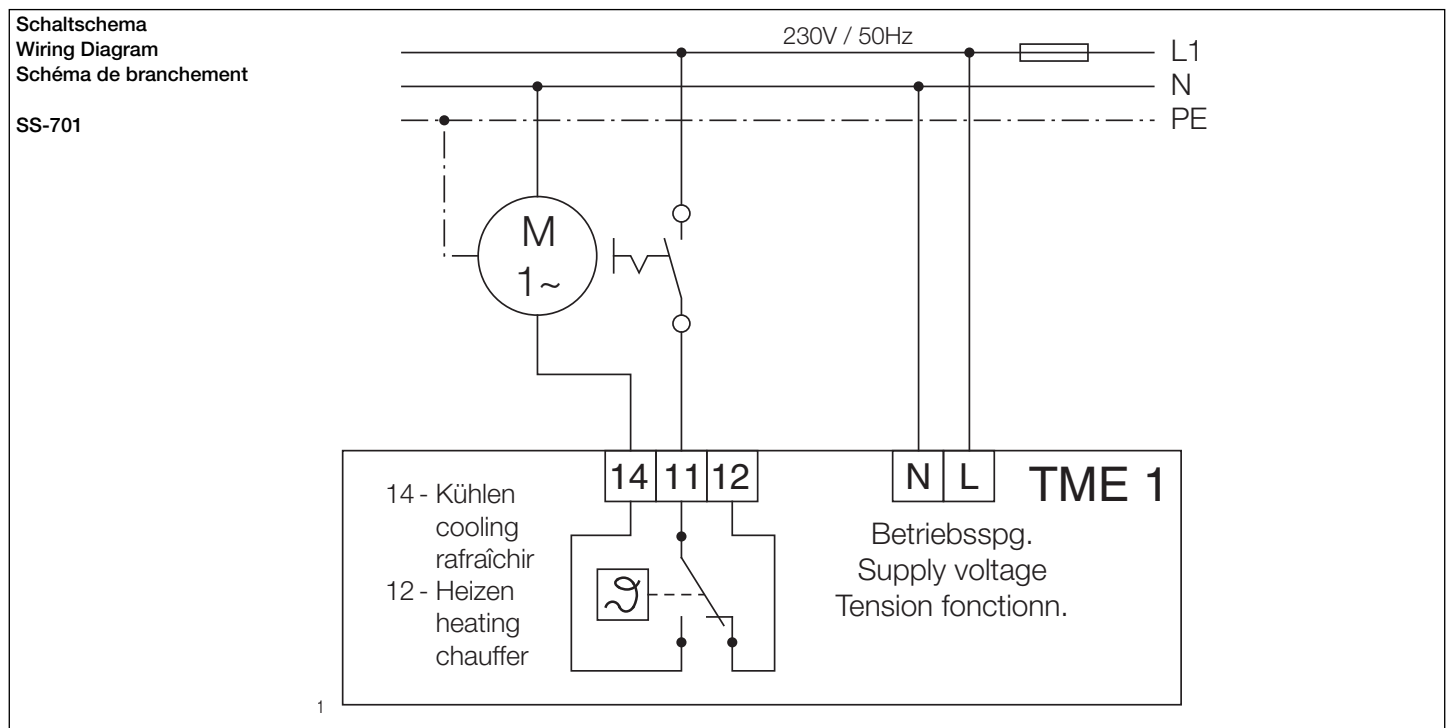 Schaltschema
Wiring Diagram
Schéma de branchement
SS-701
230V / 50Hz
L1
N
PE
M
1~
14 11 12
N L
TME 1
14 - Kühlen
cooling
rafraîchir
12 - Heizen
heating
chauffer
Betriebsspg.
Supply voltage
Tension fonctionn.
1